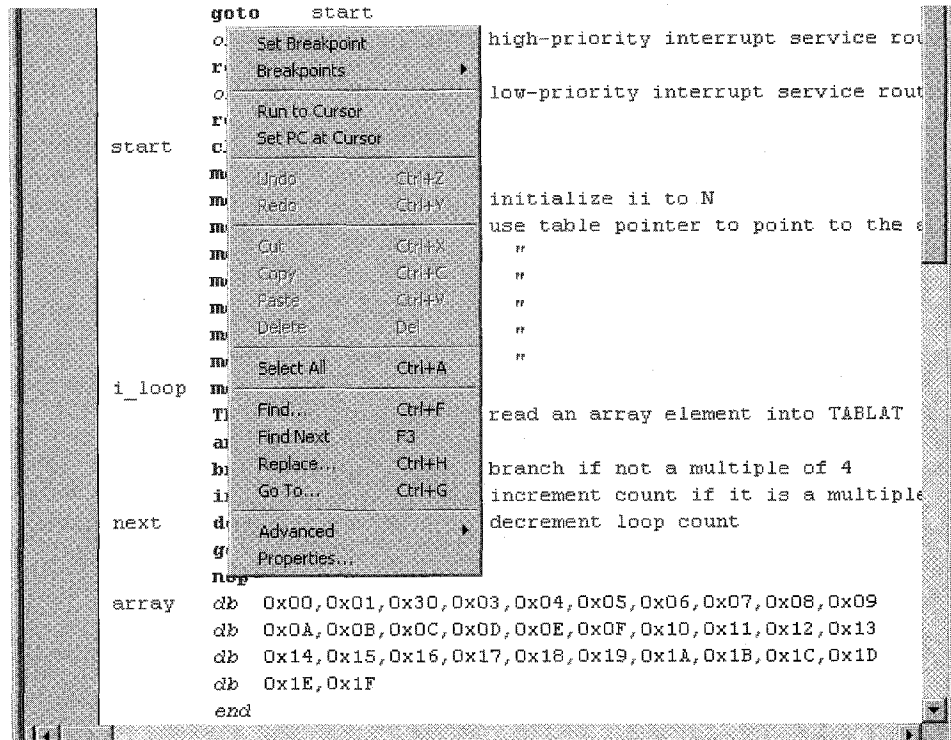 goto start
o high-priority interrupt service rou
Set Breakpoint
r
Breakpoints
o low-priority interrupt service rout
Run to Cursor
r
Set PC at Cursor
start c
m
Undo Ctrl+Z
m initialize ii to N
Redo Ctrl+Y
m use table pointer to point to the
Cut Ctrl+X
m "
Copy Ctrl+C
m "
Paste Ctrl+V
m "
Delete Del
m "
m "
Select All Ctrl+A
i_loop m
Find... Ctrl+F
read an array element into TABLAT
Find Next F3
a
Replace... Ctrl+H
b branch if not a multiple of 4
Go To... Ctrl+G
i increment count if it is a multiple
next d decrement loop count
Advanced
g
Properties...
nop
array db 0x00,0x01,0x30,0x03,0x04,0x05,0x06,0x07,0x08,0x09
db 0x0A,0x0B,0x0C,0x0D,0x0E,0x0F,0x10,0x11,0x12,0x13
db 0x14,0x15,0x16,0x17,0x18,0x19,0x1A,0x1B,0x1C,0x1D
db 0x1E,0x1F
end